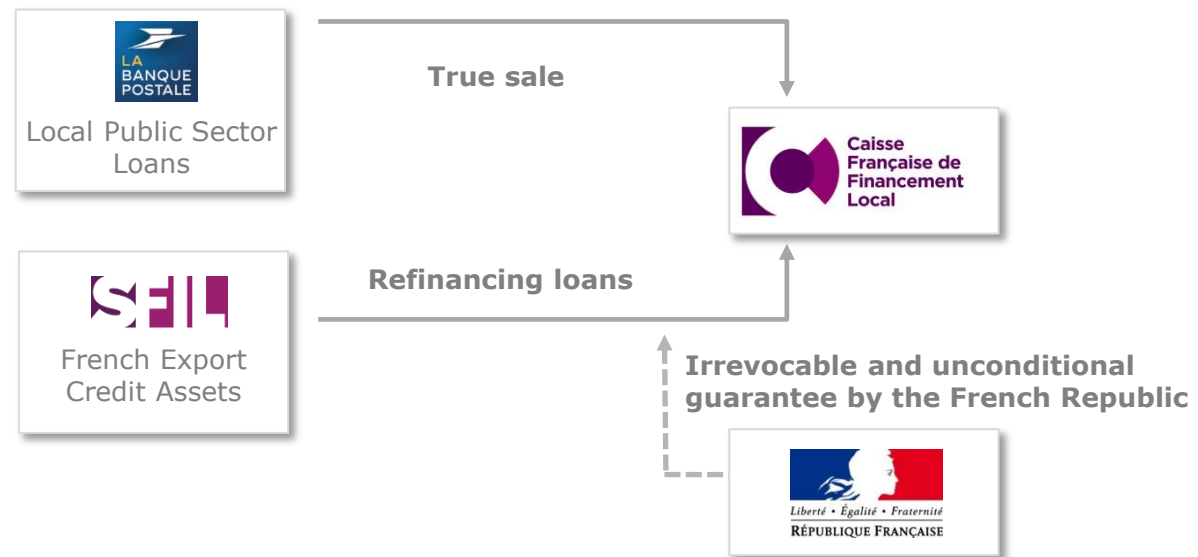 LA
BANQUE
POSTALE
Local Public Sector
Loans
True sale
Caisse
Française de
Financement
Local
SFIL
French Export
Credit Assets
Refinancing loans
Irrevocable and unconditional
guarantee by the French Republic
Liberté • Égalité • Fraternité
RÉPUBLIQUE FRANÇAISE